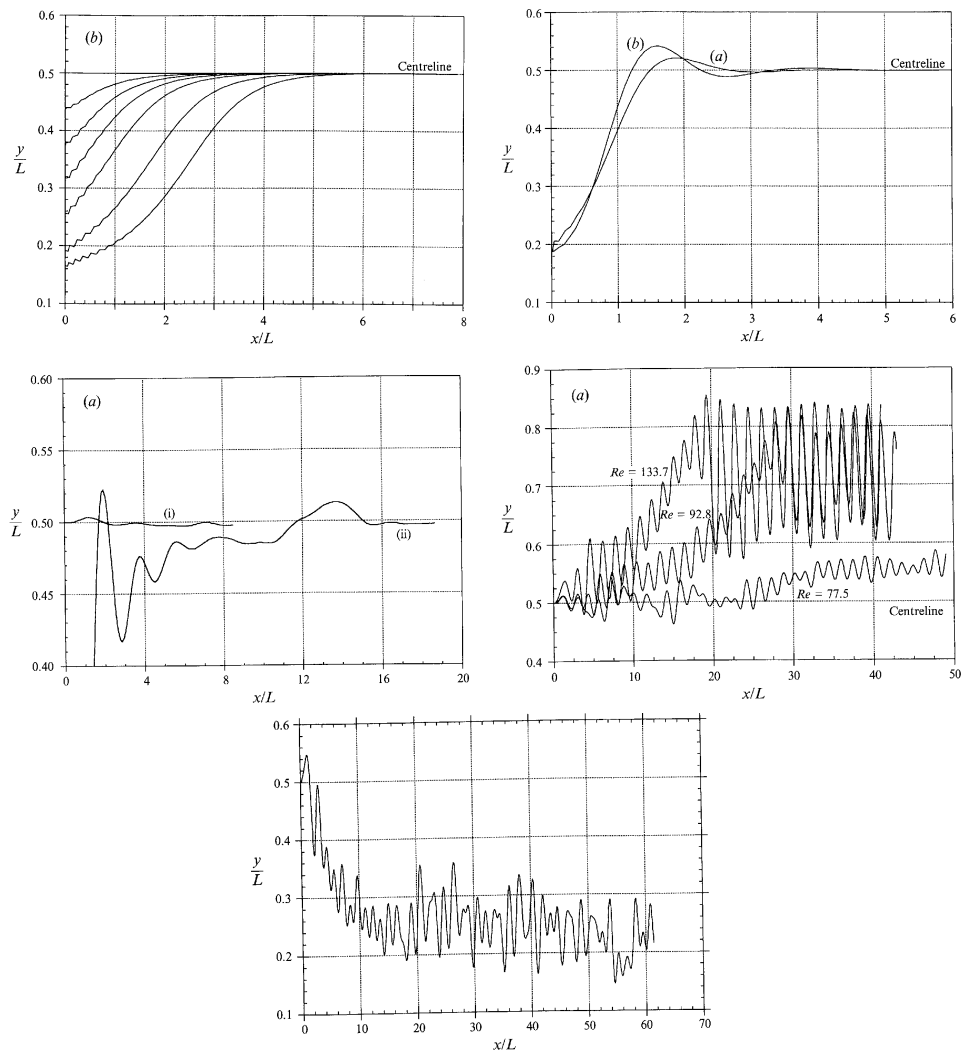 0.6
(b)
Centreline
0.5
0.4
y/L
0.3
0.2
0.1
0 2 4 6 8
x/L
0.6
(b)
(a)
Centreline
0.5
0.4
y/L
0.3
0.2
0.1
0 1 2 3 4 5 6
x/L
0.60
(a)
0.55
y/L
0.50
(i)
(ii)
0.45
0.40
0 4 8 12 16 20
x/L
0.9
(a)
0.8
Re = 133.7
0.7
y/L
Re = 92.8
0.6
Re = 77.5
0.5
Centreline
0.4
0 10 20 30 40 50
x/L
0.6
0.5
0.4
y/L
0.3
0.2
0.1
0 10 20 30 40 50 60 70
x/L